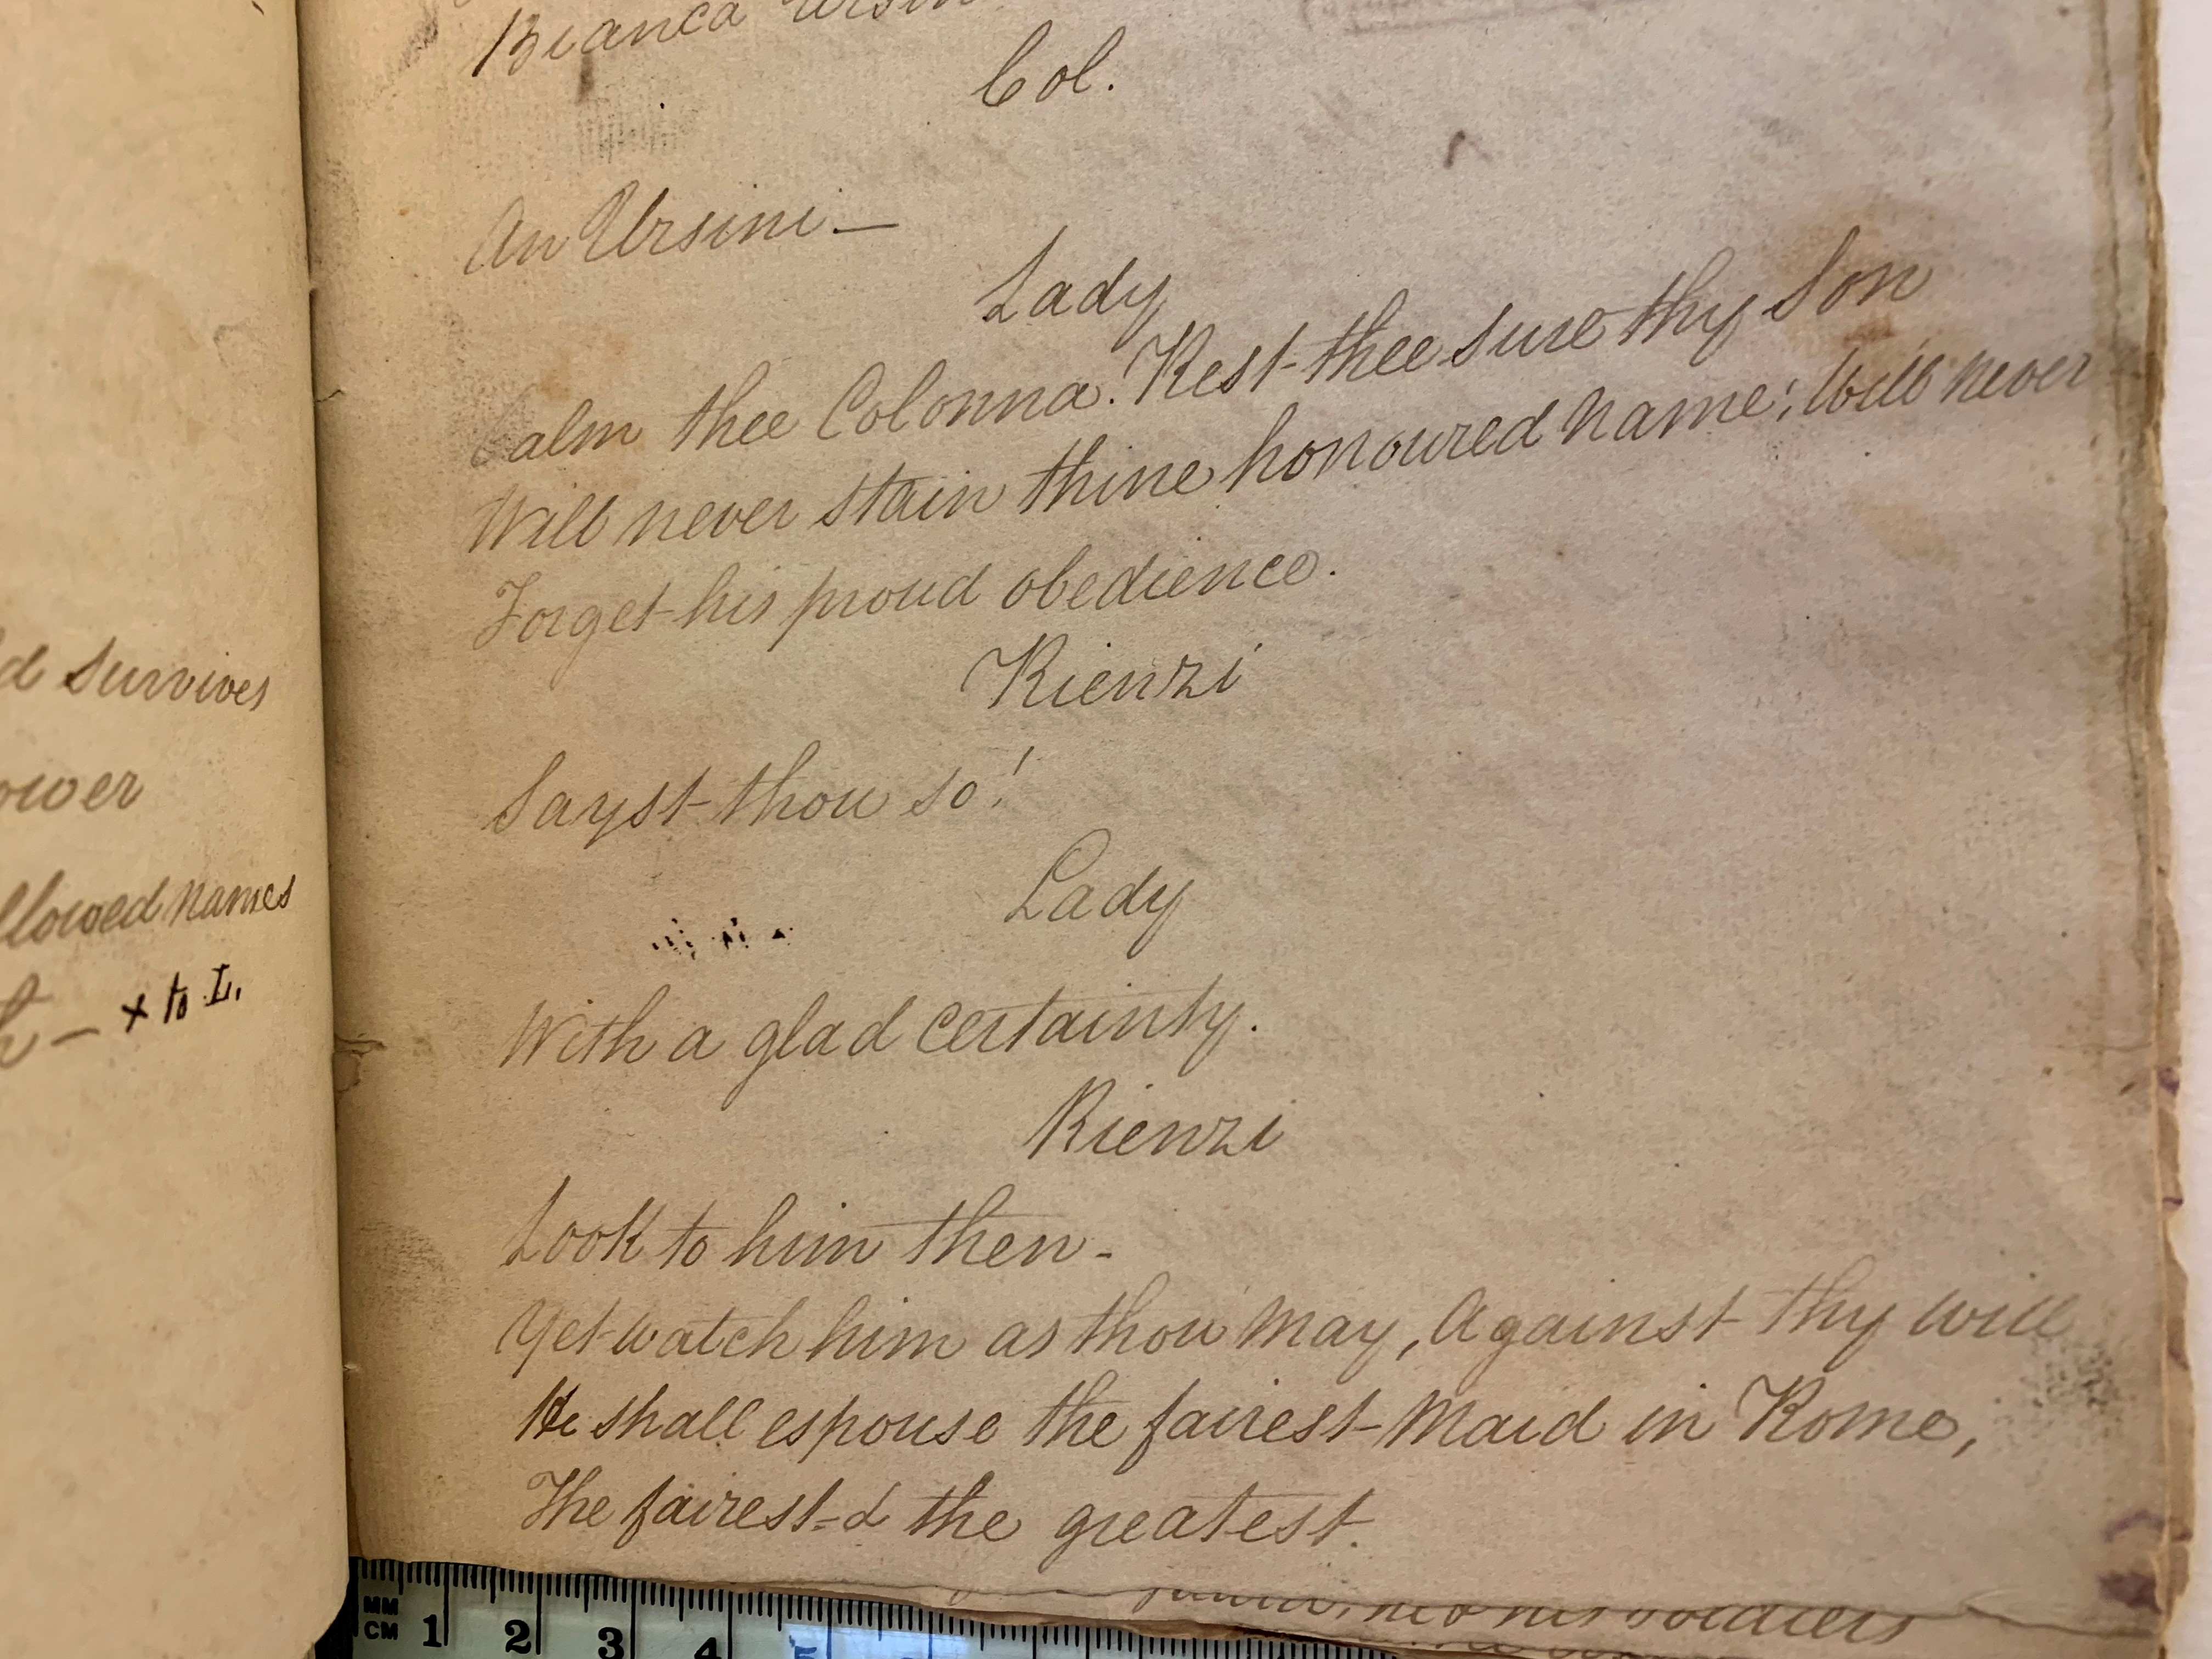 d survives
ower
llowed names
h — x to L.
Bianca Ursin
Col.
An Ursini —
Lady
Calm thee Colonna. Rest thee sure thy Son
Will never stain thine honoured name; Will never
Forget his proud obedience.
Rienzi
Sayst thou so!
Lady
With a glad certainty.
Rienzi
Look to him then -
Yet watch him as thou may, Against thy will
He shall espouse the fairest Maid in Rome,
The fairest & the greatest.
soldiers
MM
CM 1 2 3 4 5